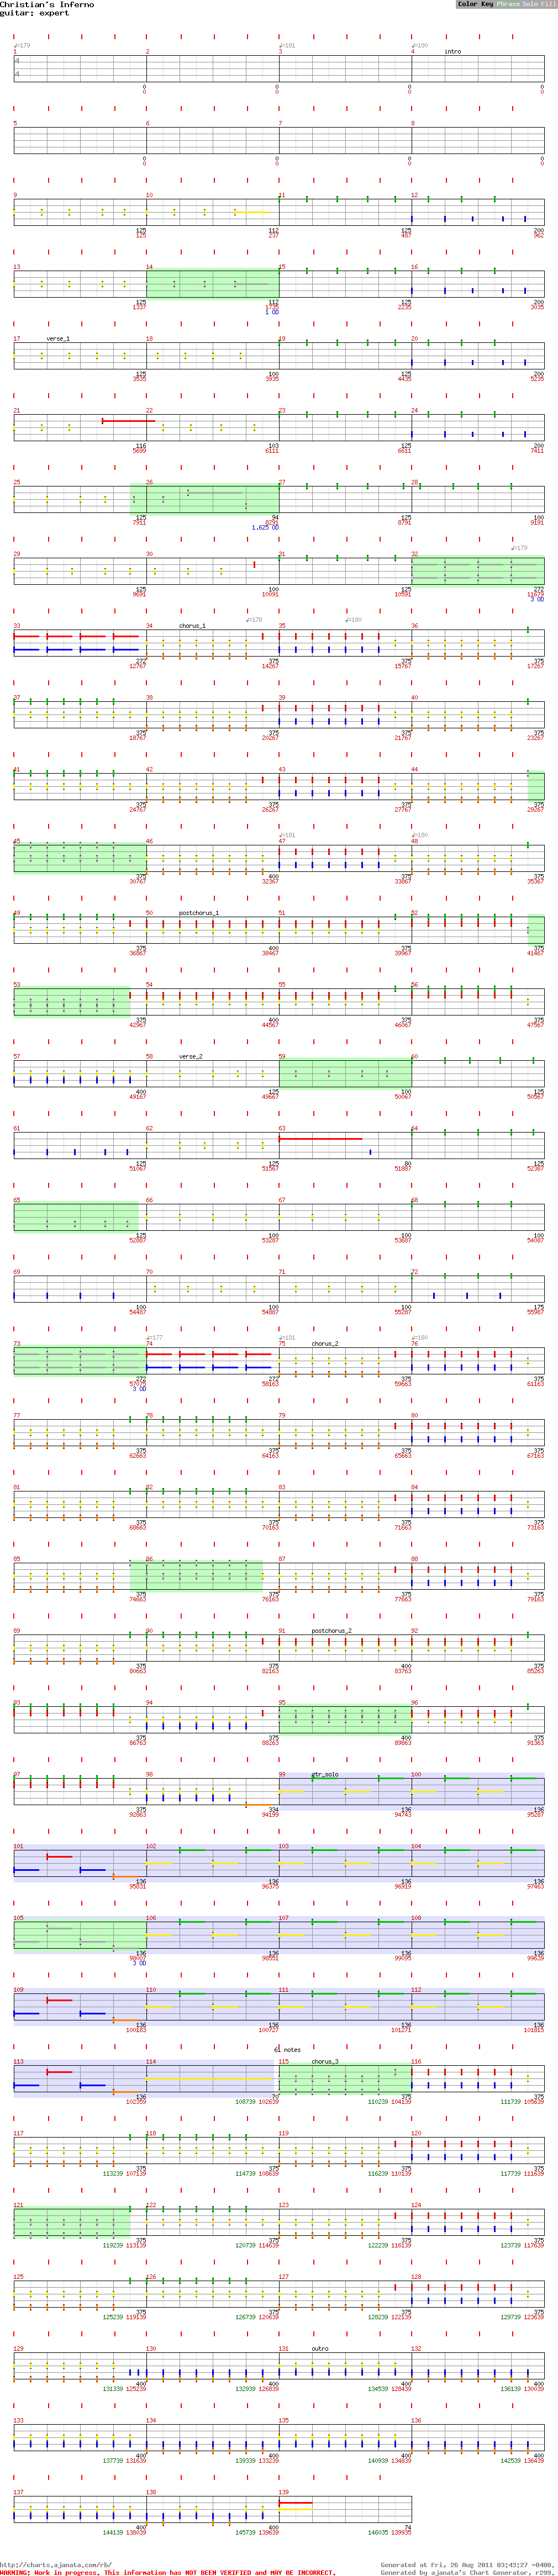 Christian's Inferno
guitar: expert
Color Key Phrase Solo Fill
♩=179 ♩=181 ♩=180
1 2 3 4 intro
0 0 0 0
0 0 0 0
5 6 7 8
0 0 0 0
0 0 0 0
9 10 11 12
125 112 125 200
125 237 487 962
13 14 15 16
125 112 125 200
1337 1735 2235 3035
1 OD
17 verse_1 18 19 20
125 100 125 200
3535 3935 4435 5235
21 22 23 24
116 103 125 200
5699 6111 6611 7411
25 26 27 28
125 94 125 100
7911 8291 8791 9191
1.625 OD
♩=179
29 30 31 32
125 100 125 272
9691 10091 10591 11679
3 OD
♩=178 ♩=180
33 34 chorus_1 35 36
272 375 375 375
12767 14267 15767 17267
37 38 39 40
375 375 375 375
18767 20267 21767 23267
41 42 43 44
375 375 375 375
24767 26267 27767 29267
♩=181 ♩=180
45 46 47 48
375 400 375 375
30767 32367 33867 35367
49 50 postchorus_1 51 52
375 400 375 375
36867 38467 39967 41467
53 54 55 56
375 400 375 375
42967 44567 46067 47567
57 58 verse_2 59 60
400 125 100 125
49167 49667 50067 50567
61 62 63 64
125 125 80 125
51067 51567 51887 52387
65 66 67 68
125 100 100 100
52887 53287 53687 54087
69 70 71 72
100 100 100 175
54487 54887 55287 55987
♩=177 ♩=181 ♩=180
73 74 75 chorus_2 76
272 272 375 375
57075 58163 59663 61163
3 OD
77 78 79 80
375 375 375 375
62663 64163 65663 67163
81 82 83 84
375 375 375 375
68663 70163 71663 73163
85 86 87 88
375 375 375 375
74663 76163 77663 79163
89 90 91 postchorus_2 92
375 375 400 375
80663 82163 83763 85263
93 94 95 96
375 375 400 375
86763 88263 89863 91363
97 98 99 gtr_solo 100
375 334 136 136
92863 94199 94743 95287
101 102 103 104
136 136 136 136
95831 96375 96919 97463
105 106 107 108
136 136 136 136
98007 98551 99095 99639
3 OD
109 110 111 112
136 136 136 136
100183 100727 101271 101815
61 notes
113 114 115 chorus_3 116
136 70 375 375
102359 108739 102639 110239 104139 111739 105639
117 118 119 120
375 375 375 375
113239 107139 114739 108639 116239 110139 117739 111639
121 122 123 124
375 375 375 375
119239 113139 120739 114639 122239 116139 123739 117639
125 126 127 128
375 375 375 375
125239 119139 126739 120639 128239 122139 129739 123639
129 130 131 outro 132
400 400 400 400
131339 125239 132939 126839 134539 128439 136139 130039
133 134 135 136
400 400 400 400
137739 131639 139339 133239 140939 134839 142539 136439
137 138 139
400 400 74
144139 138039 145739 139639 146035 139935
http://charts.ajanata.com/rb/
Generated at Fri, 26 Aug 2011 03:43:27 -0400
WARNING: Work in progress. This information has NOT BEEN VERIFIED and MAY BE INCORRECT.
Generated by ajanata's Chart Generator, r299.